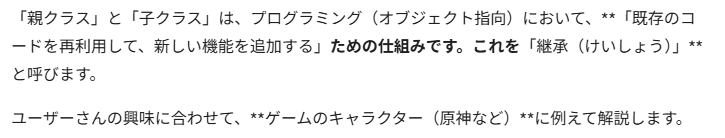 「親クラス」と「子クラス」は、プログラミング（オブジェクト指向）において、**「既存のコ
ードを再利用して、新しい機能を追加する」ための仕組みです。これを「継承（けいしょう）」**
と呼びます。
ユーザーさんの興味に合わせて、**ゲームのキャラクター（原神など）**に例えて解説します。